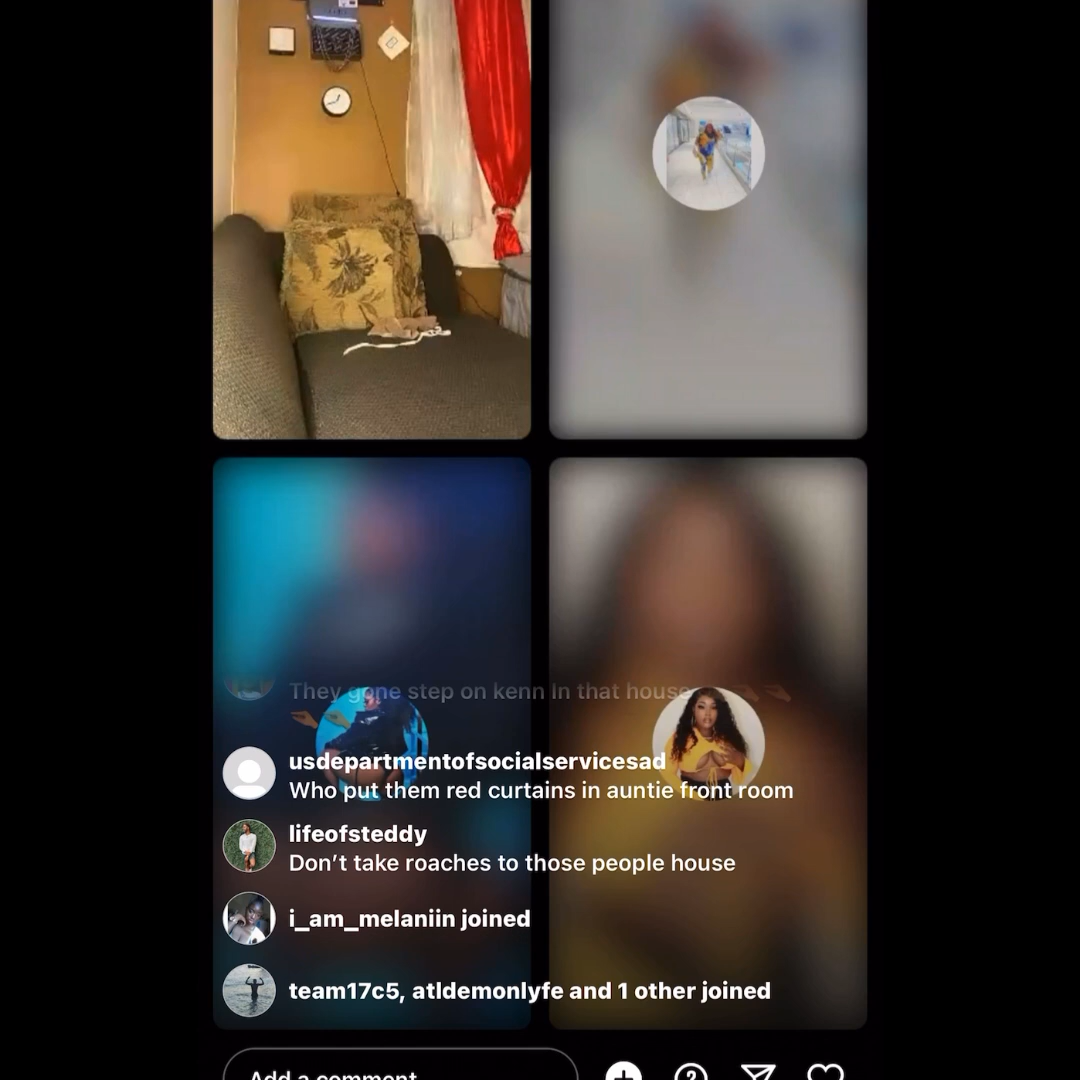 They gone step on kenn In that house
usdepartmentofsocialservicesad
Who put them red curtains in auntie front room
lifeofsteddy
Don’t take roaches to those people house
i_am_melaniin joined
team17c5, atldemonlyfe and 1 other joined
Add a comment